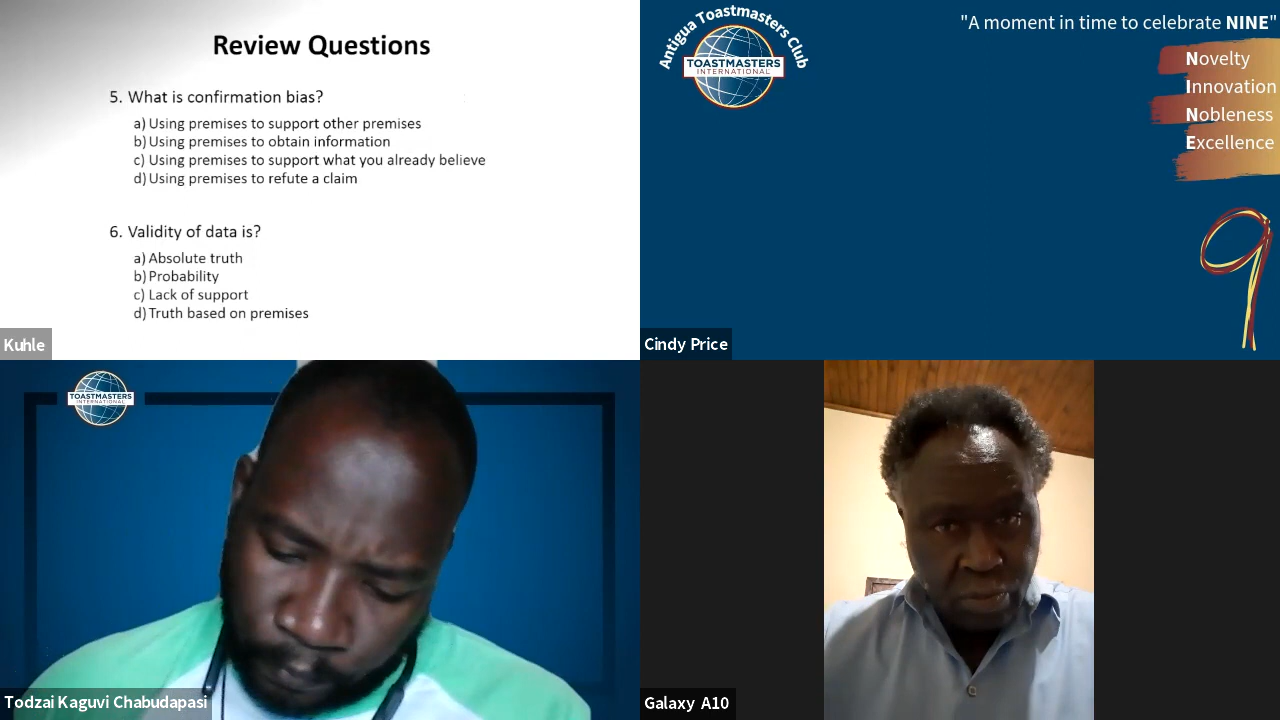 Review Questions
5. What is confirmation bias?
a) Using premises to support other premises
b) Using premises to obtain information
c) Using premises to support what you already believe
d) Using premises to refute a claim
6. Validity of data is?
a) Absolute truth
b) Probability
c) Lack of support
d) Truth based on premises
Kuhle
Antigua Toastmasters Club
TOASTMASTERS
INTERNATIONAL
"A moment in time to celebrate NINE"
Novelty
Innovation
Nobleness
Excellence
9
Cindy Price
TOASTMASTERS
INTERNATIONAL
Todzai Kaguvi Chabudapasi
Galaxy A10